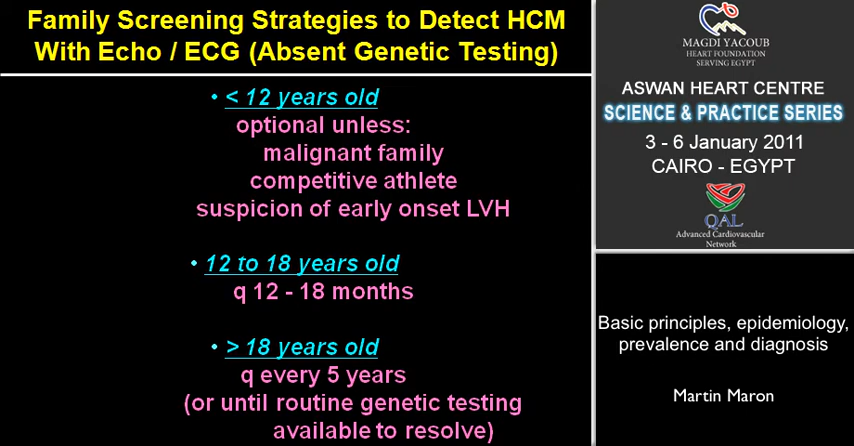 Family Screening Strategies to Detect HCM
With Echo / ECG (Absent Genetic Testing)
• < 12 years old
optional unless:
malignant family
competitive athlete
suspicion of early onset LVH
• 12 to 18 years old
q 12 - 18 months
• > 18 years old
q every 5 years
(or until routine genetic testing
available to resolve)
MAGDI YACOUB
HEART FOUNDATION
SERVING EGYPT
ASWAN HEART CENTRE
SCIENCE & PRACTICE SERIES
3 - 6 January 2011
CAIRO - EGYPT
QAL
Advanced Cardiovascular
Network
Basic principles, epidemiology,
prevalence and diagnosis
Martin Maron